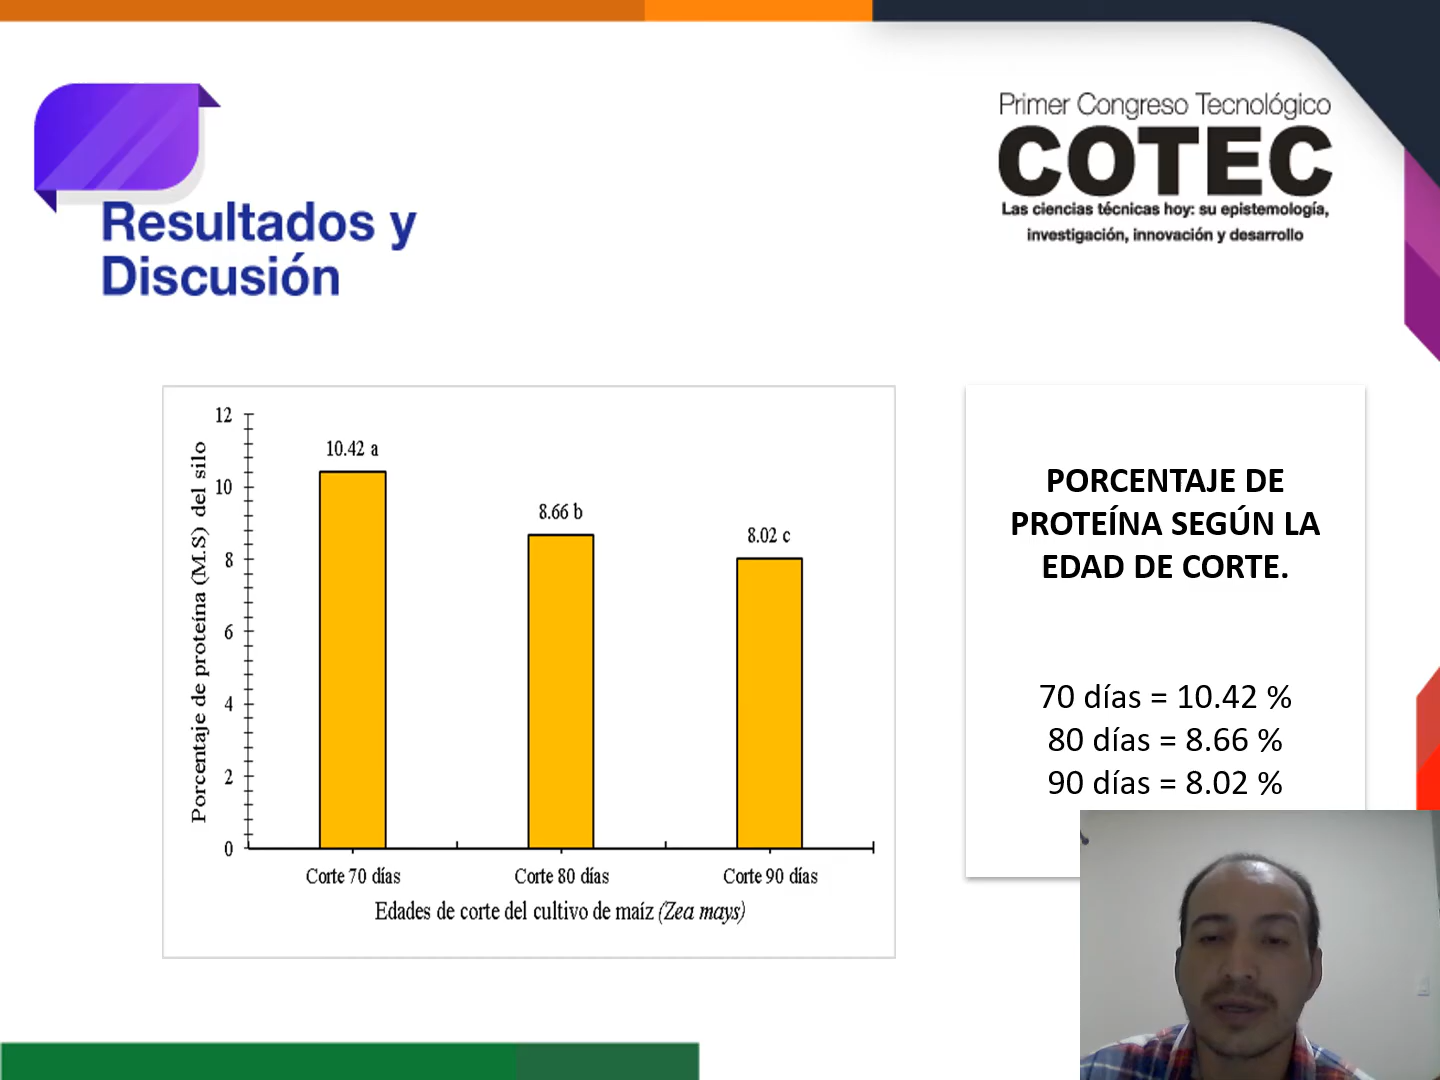 Primer Congreso Tecnológico
COTEC
Las ciencias técnicas hoy: su epistemología,
investigación, innovación y desarrollo
Resultados y
Discusión
Porcentaje de proteína (M.S) del silo
12
10
8
6
4
2
0
10.42 a
8.66 b
8.02 c
Corte 70 días
Corte 80 días
Corte 90 días
Edades de corte del cultivo de maíz (Zea mays)
PORCENTAJE DE
PROTEÍNA SEGÚN LA
EDAD DE CORTE.
70 días = 10.42 %
80 días = 8.66 %
90 días = 8.02 %